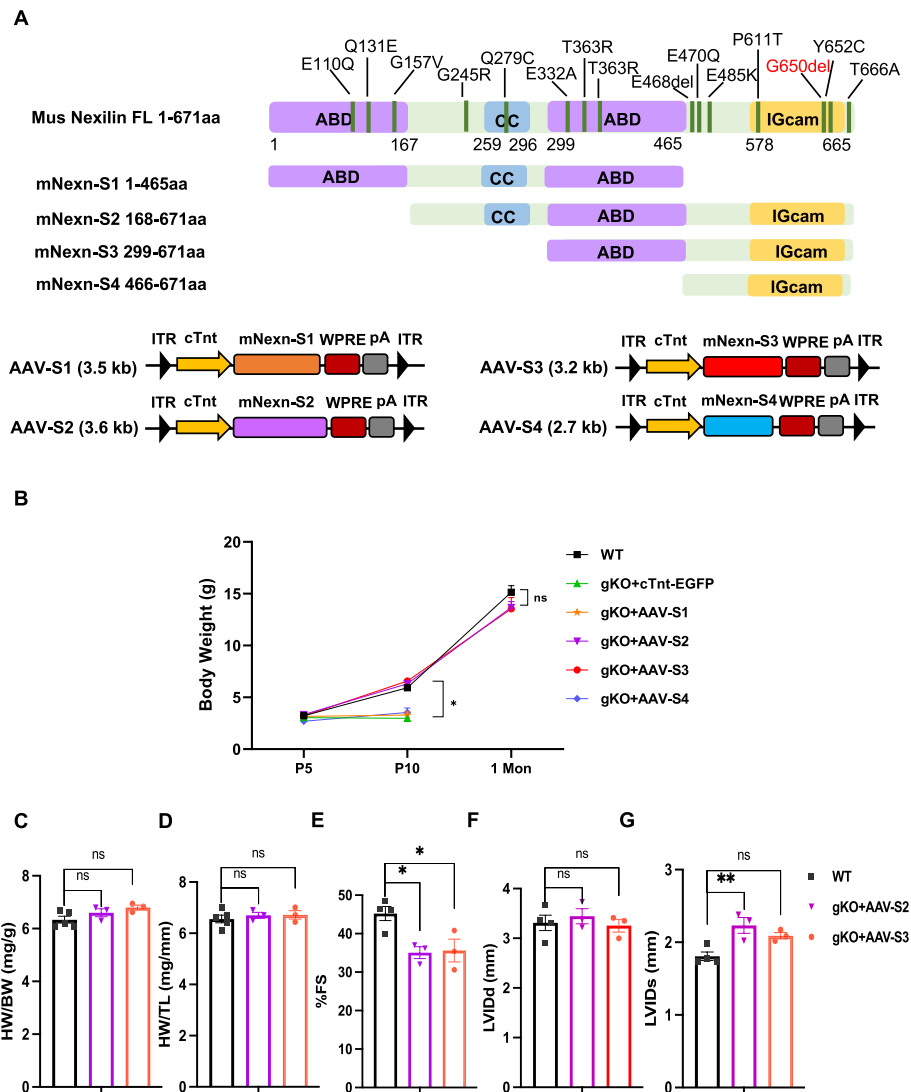 A
E110Q Q131E G157V G245R Q279C E332A T363R T363R E468del E470Q E485K P611T G650del Y652C T666A
Mus Nexilin FL 1-671aa ABD CC ABD IGcam
1 167 259 296 299 465 578 665
mNexn-S1 1-465aa ABD CC ABD
mNexn-S2 168-671aa CC ABD IGcam
mNexn-S3 299-671aa ABD IGcam
mNexn-S4 466-671aa IGcam
ITR cTnt mNexn-S1 WPRE pA ITR
AAV-S1 (3.5 kb)
ITR cTnt mNexn-S2 WPRE pA ITR
AAV-S2 (3.6 kb)
ITR cTnt mNexn-S3 WPRE pA ITR
AAV-S3 (3.2 kb)
ITR cTnt mNexn-S4 WPRE pA ITR
AAV-S4 (2.7 kb)
B
Body Weight (g)
20
15
10
5
0
P5 P10 1 Mon
ns
*
WT
gKO+cTnt-EGFP
gKO+AAV-S1
gKO+AAV-S2
gKO+AAV-S3
gKO+AAV-S4
C
HW/BW (mg/g)
8
6
4
2
0
ns
ns
D
HW/TL (mg/mm)
8
6
4
2
0
ns
ns
E
%FS
50
40
30
20
10
0
*
*
F
LVIDd (mm)
4
3
2
1
0
ns
ns
G
LVIDs (mm)
3
2
1
0
ns
**
WT
gKO+AAV-S2
gKO+AAV-S3